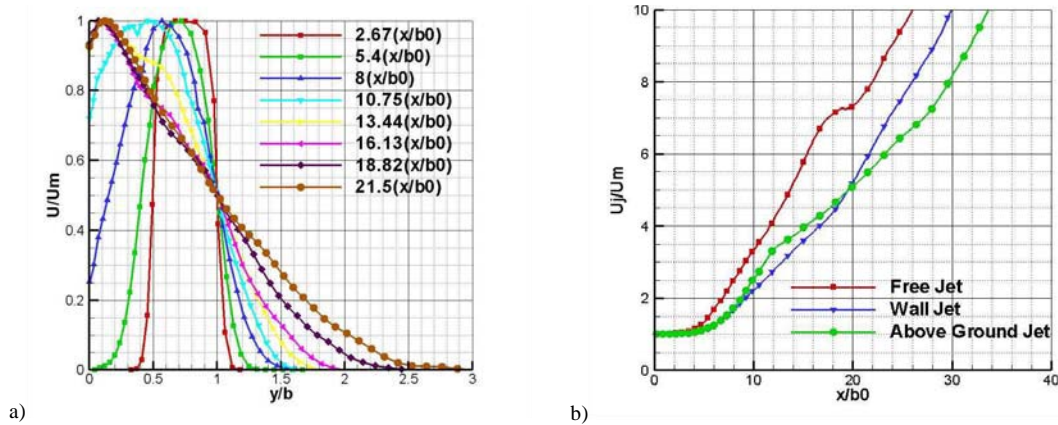 1
0.8
0.6
0.4
0.2
0
U/Um
0 0.5 1 1.5 2 2.5 3
y/b
2.67(x/b0)
5.4(x/b0)
8(x/b0)
10.75(x/b0)
13.44(x/b0)
16.13(x/b0)
18.82(x/b0)
21.5(x/b0)
a)
10
8
6
4
2
0
Uj/Um
0 10 20 30 40
x/b0
Free Jet
Wall Jet
Above Ground Jet
b)